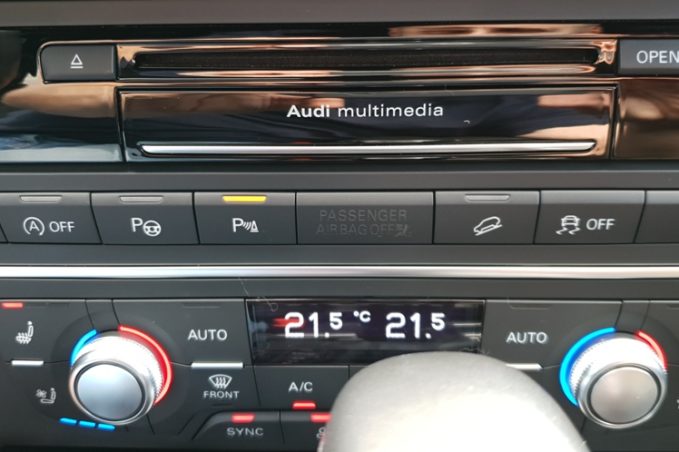 OPEN
Audi multimedia
A OFF
P
P
PASSENGER
AIRBAG OFF
OFF
21.5 °C 21.5
AUTO
AUTO
FRONT
A/C
SYNC